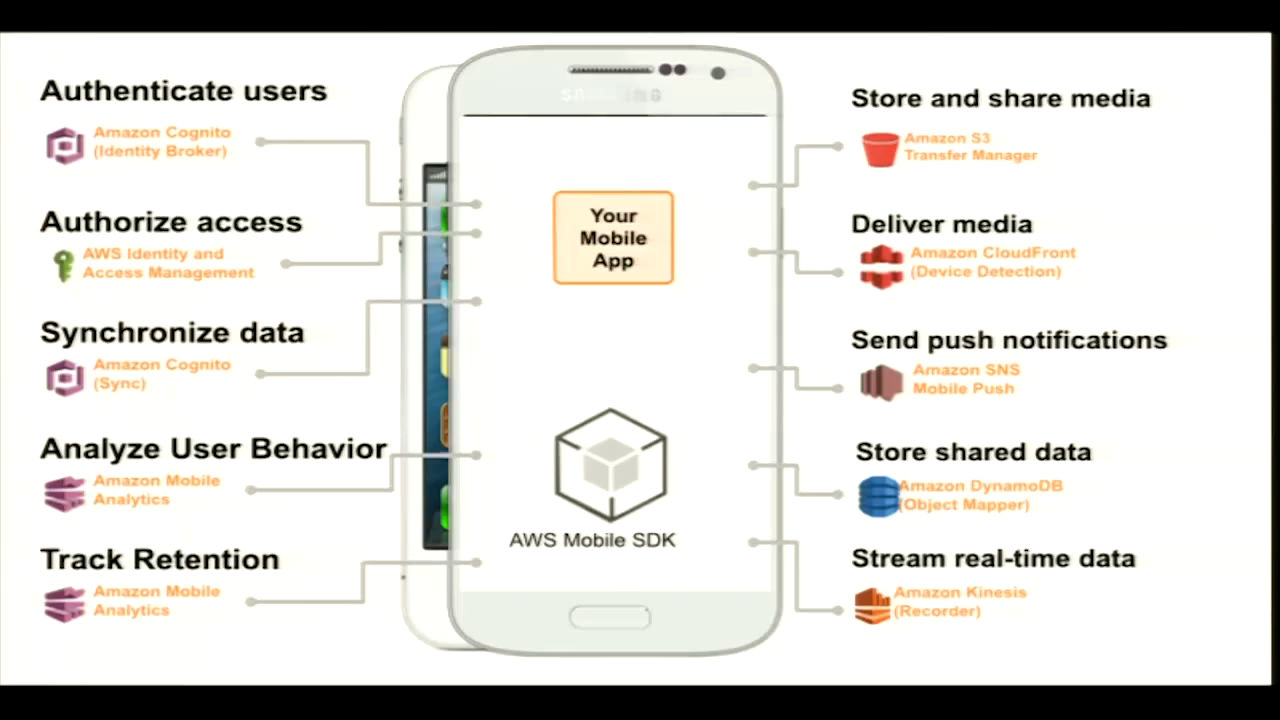 Authenticate users
Amazon Cognito
(Identity Broker)
Authorize access
AWS Identity and
Access Management
Synchronize data
Amazon Cognito
(Sync)
Analyze User Behavior
Amazon Mobile
Analytics
Track Retention
Amazon Mobile
Analytics
SAMSUNG
Your
Mobile
App
AWS Mobile SDK
Store and share media
Amazon S3
Transfer Manager
Deliver media
Amazon CloudFront
(Device Detection)
Send push notifications
Amazon SNS
Mobile Push
Store shared data
Amazon DynamoDB
(Object Mapper)
Stream real-time data
Amazon Kinesis
(Recorder)